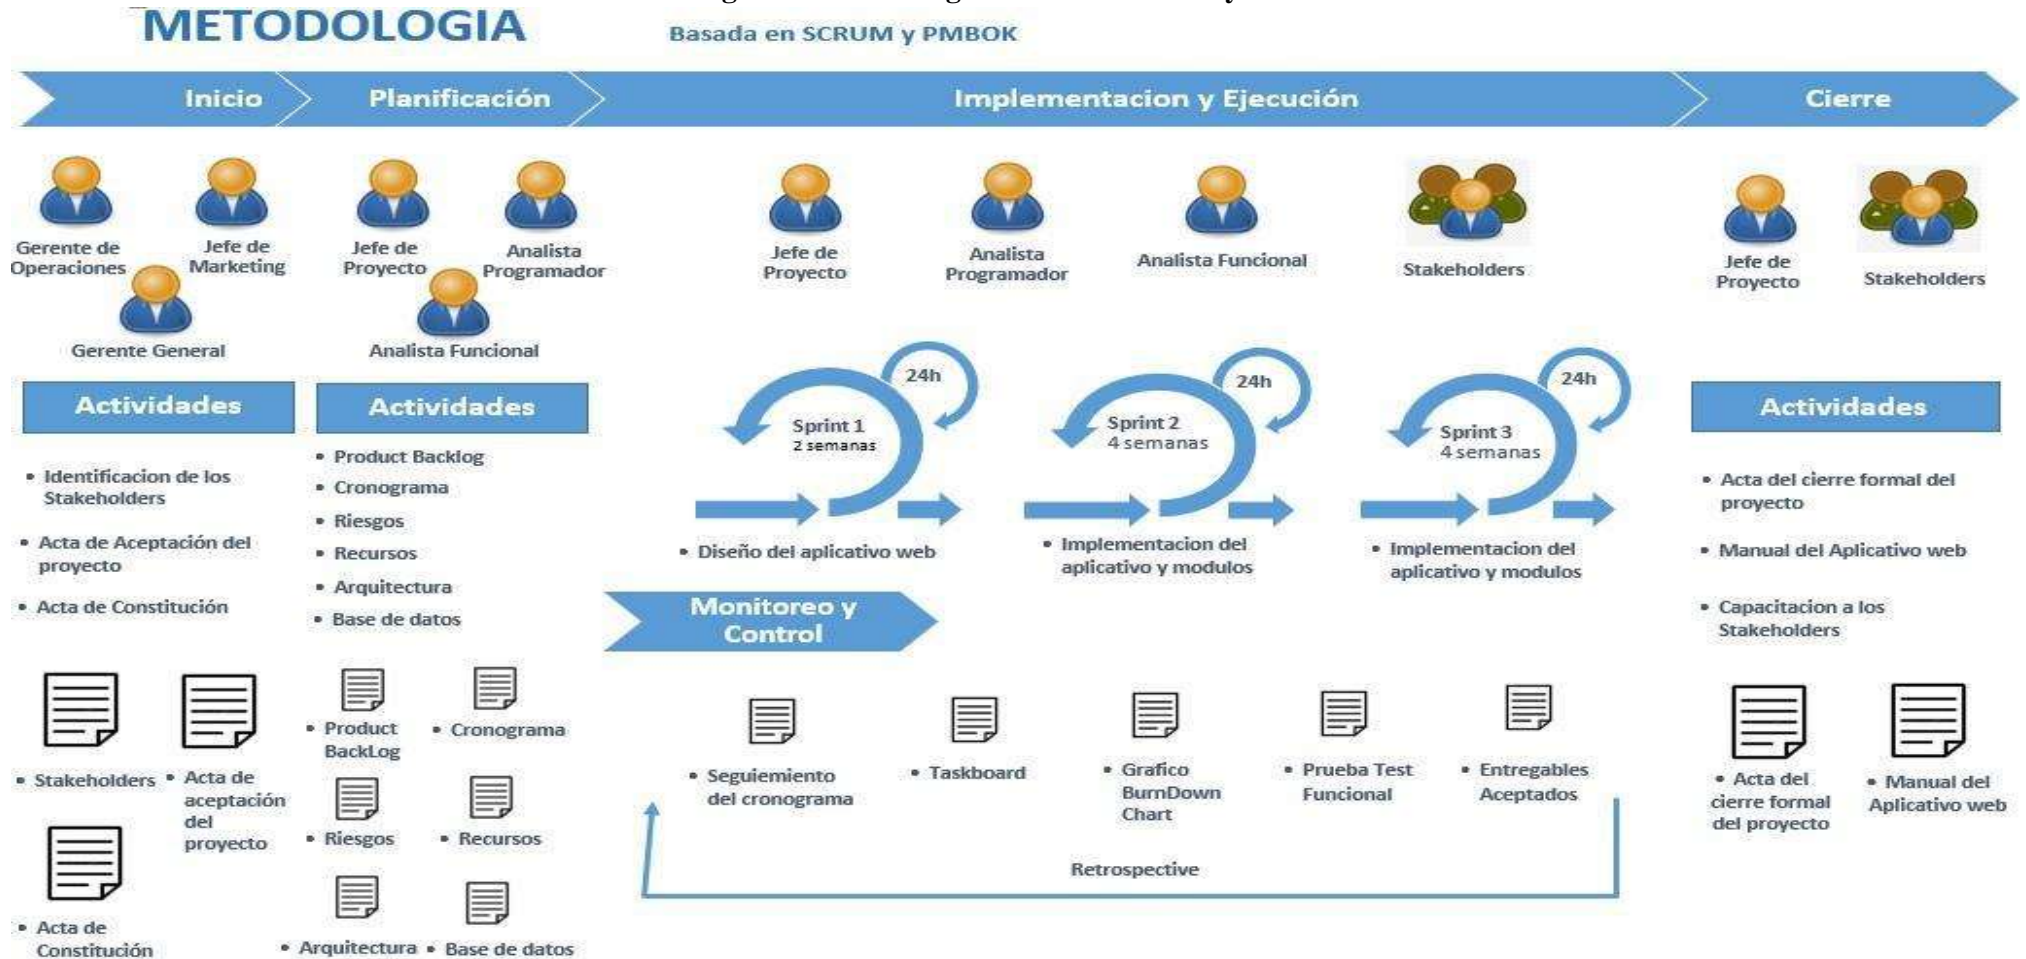 METODOLOGIA
Basada en SCRUM y PMBOK
Inicio
Planificación
Implementacion y Ejecución
Cierre
Gerente de
Operaciones
Jefe de
Marketing
Gerente General
Jefe de
Proyecto
Analista
Programador
Analista Funcional
Jefe de
Proyecto
Analista
Programador
Analista Funcional
Stakeholders
Jefe de
Proyecto
Stakeholders
Actividades
• Identificacion de los
Stakeholders
• Acta de Aceptación del
proyecto
• Acta de Constitución
Actividades
• Product Backlog
• Cronograma
• Riesgos
• Recursos
• Arquitectura
• Base de datos
24h
Sprint 1
2 semanas
• Diseño del aplicativo web
24h
Sprint 2
4 semanas
• Implementacion del
aplicativo y modulos
24h
Sprint 3
4 semanas
• Implementacion del
aplicativo y modulos
Actividades
• Acta del cierre formal del
proyecto
• Manual del Aplicativo web
• Capacitacion a los
Stakeholders
Monitoreo y
Control
• Stakeholders
• Acta de
aceptación
del
proyecto
• Acta de
Constitución
• Product
BackLog
• Cronograma
• Riesgos
• Recursos
• Arquitectura
• Base de datos
• Seguiemiento
del cronograma
• Taskboard
• Grafico
BurnDown
Chart
• Prueba Test
Funcional
• Entregables
Aceptados
Retrospective
• Acta del
cierre formal
del proyecto
• Manual del
Aplicativo web